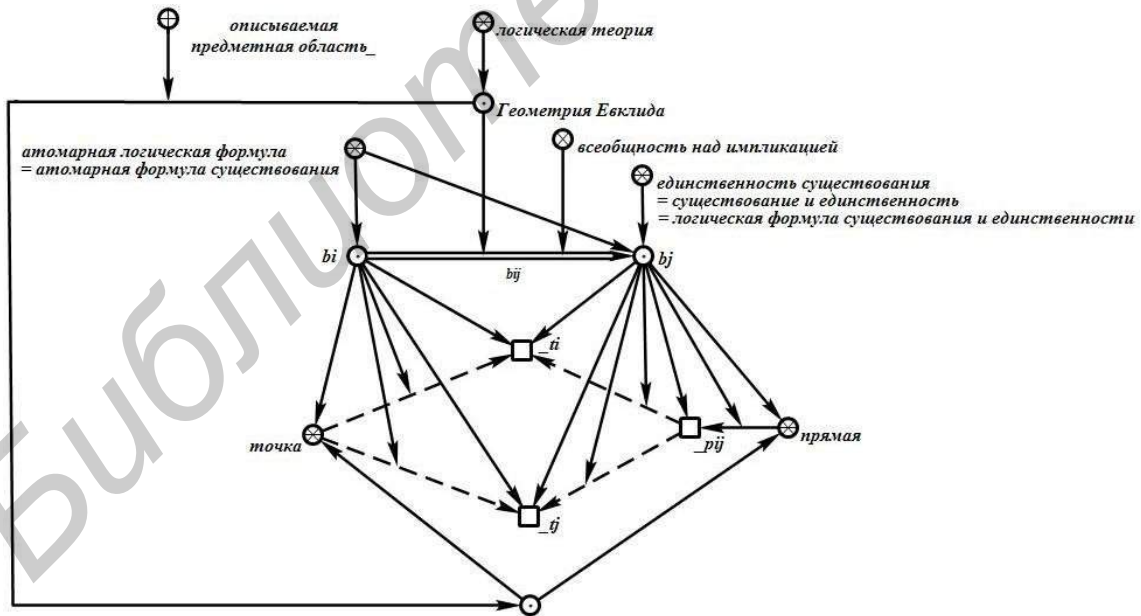 описываемая
предметная область_
логическая теория
Геометрия Евклида
атомарная логическая формула
= атомарная формула существования
всеобщность над импликацией
единственность существования
= существование и единственность
= логическая формула существования и единственности
bi
bij
bj
_ti
точка
_pij
прямая
_tj
Библиоте